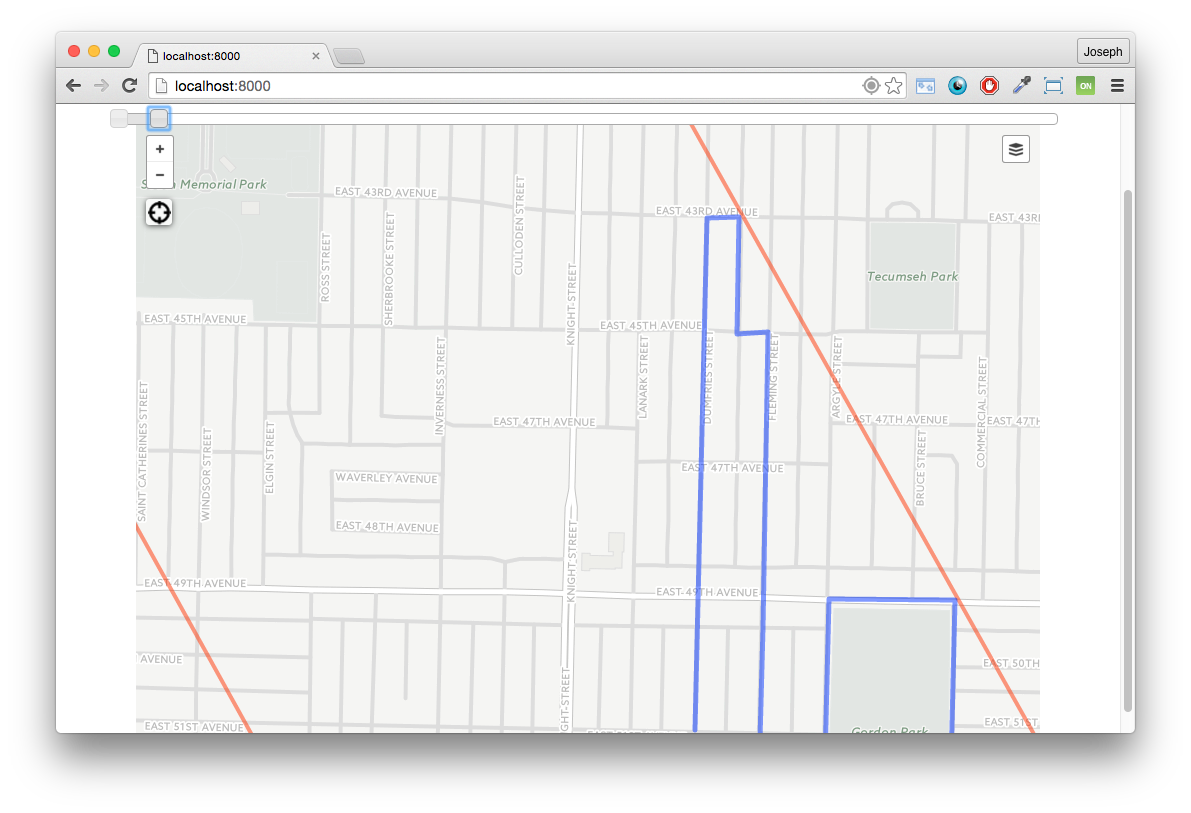 localhost:8000
Joseph
localhost:8000
ON
+
−
Memorial Park
EAST 43RD AVENUE
EAST 43RD AVENUE
EAST 43R
CULLODEN STREET
ROSS STREET
SHERBROOKE STREET
KNIGHT STREET
Tecumseh Park
EAST 45TH AVENUE
EAST 45TH AVENUE
INVERNESS STREET
LANARK STREET
DUMFRIES STREET
FLEMING STREET
ARGYLE STREET
COMMERCIAL STREET
SAINT CATHERINES STREET
WINDSOR STREET
ELGIN STREET
EAST 47TH AVENUE
EAST 47TH AVENUE
EAST 47TH
BRUCE STREET
EAST 47TH AVENUE
WAVERLEY AVENUE
EAST 48TH AVENUE
KNIGHT STREET
EAST 49TH AVENUE
EAST 49TH AVENUE
AVENUE
EAST 50TH
GHT STREET
EAST 51ST AVENUE
EAST 51ST
Gordon Park